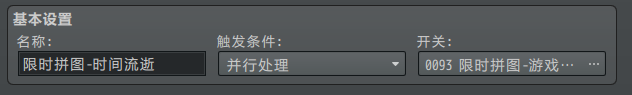 基本设置
名称: 触发条件: 开关:
限时拼图-时间流逝 并行处理 0093 限时拼图-游戏… …